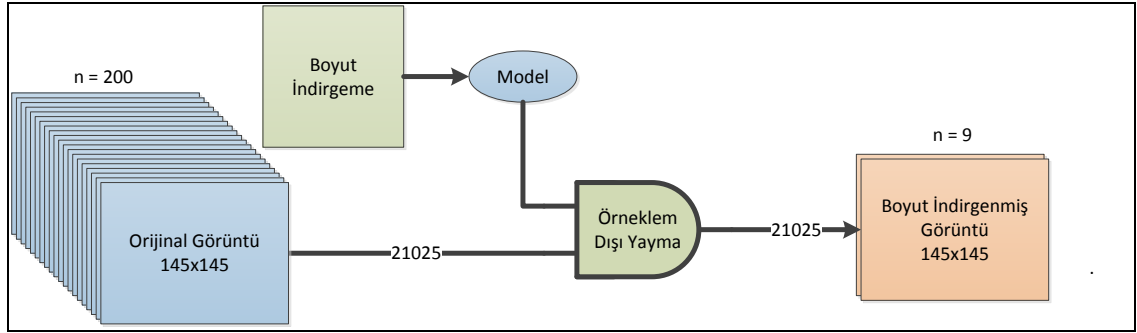 Boyut
İndirgeme
Model
n = 200
Orijinal Görüntü
145x145
21025
Örneklem
Dışı Yayma
21025
n = 9
Boyut İndirgenmiş
Görüntü
145x145
.